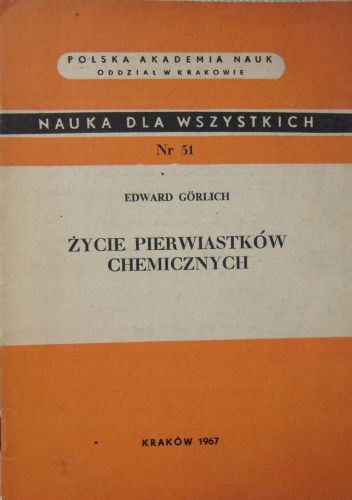 POLSKA AKADEMIA NAUK
ODDZIAŁ W KRAKOWIE
NAUKA DLA WSZYSTKICH
Nr 51
EDWARD GÖRLICH
ŻYCIE PIERWIASTKÓW
CHEMICZNYCH
KRAKÓW 1967